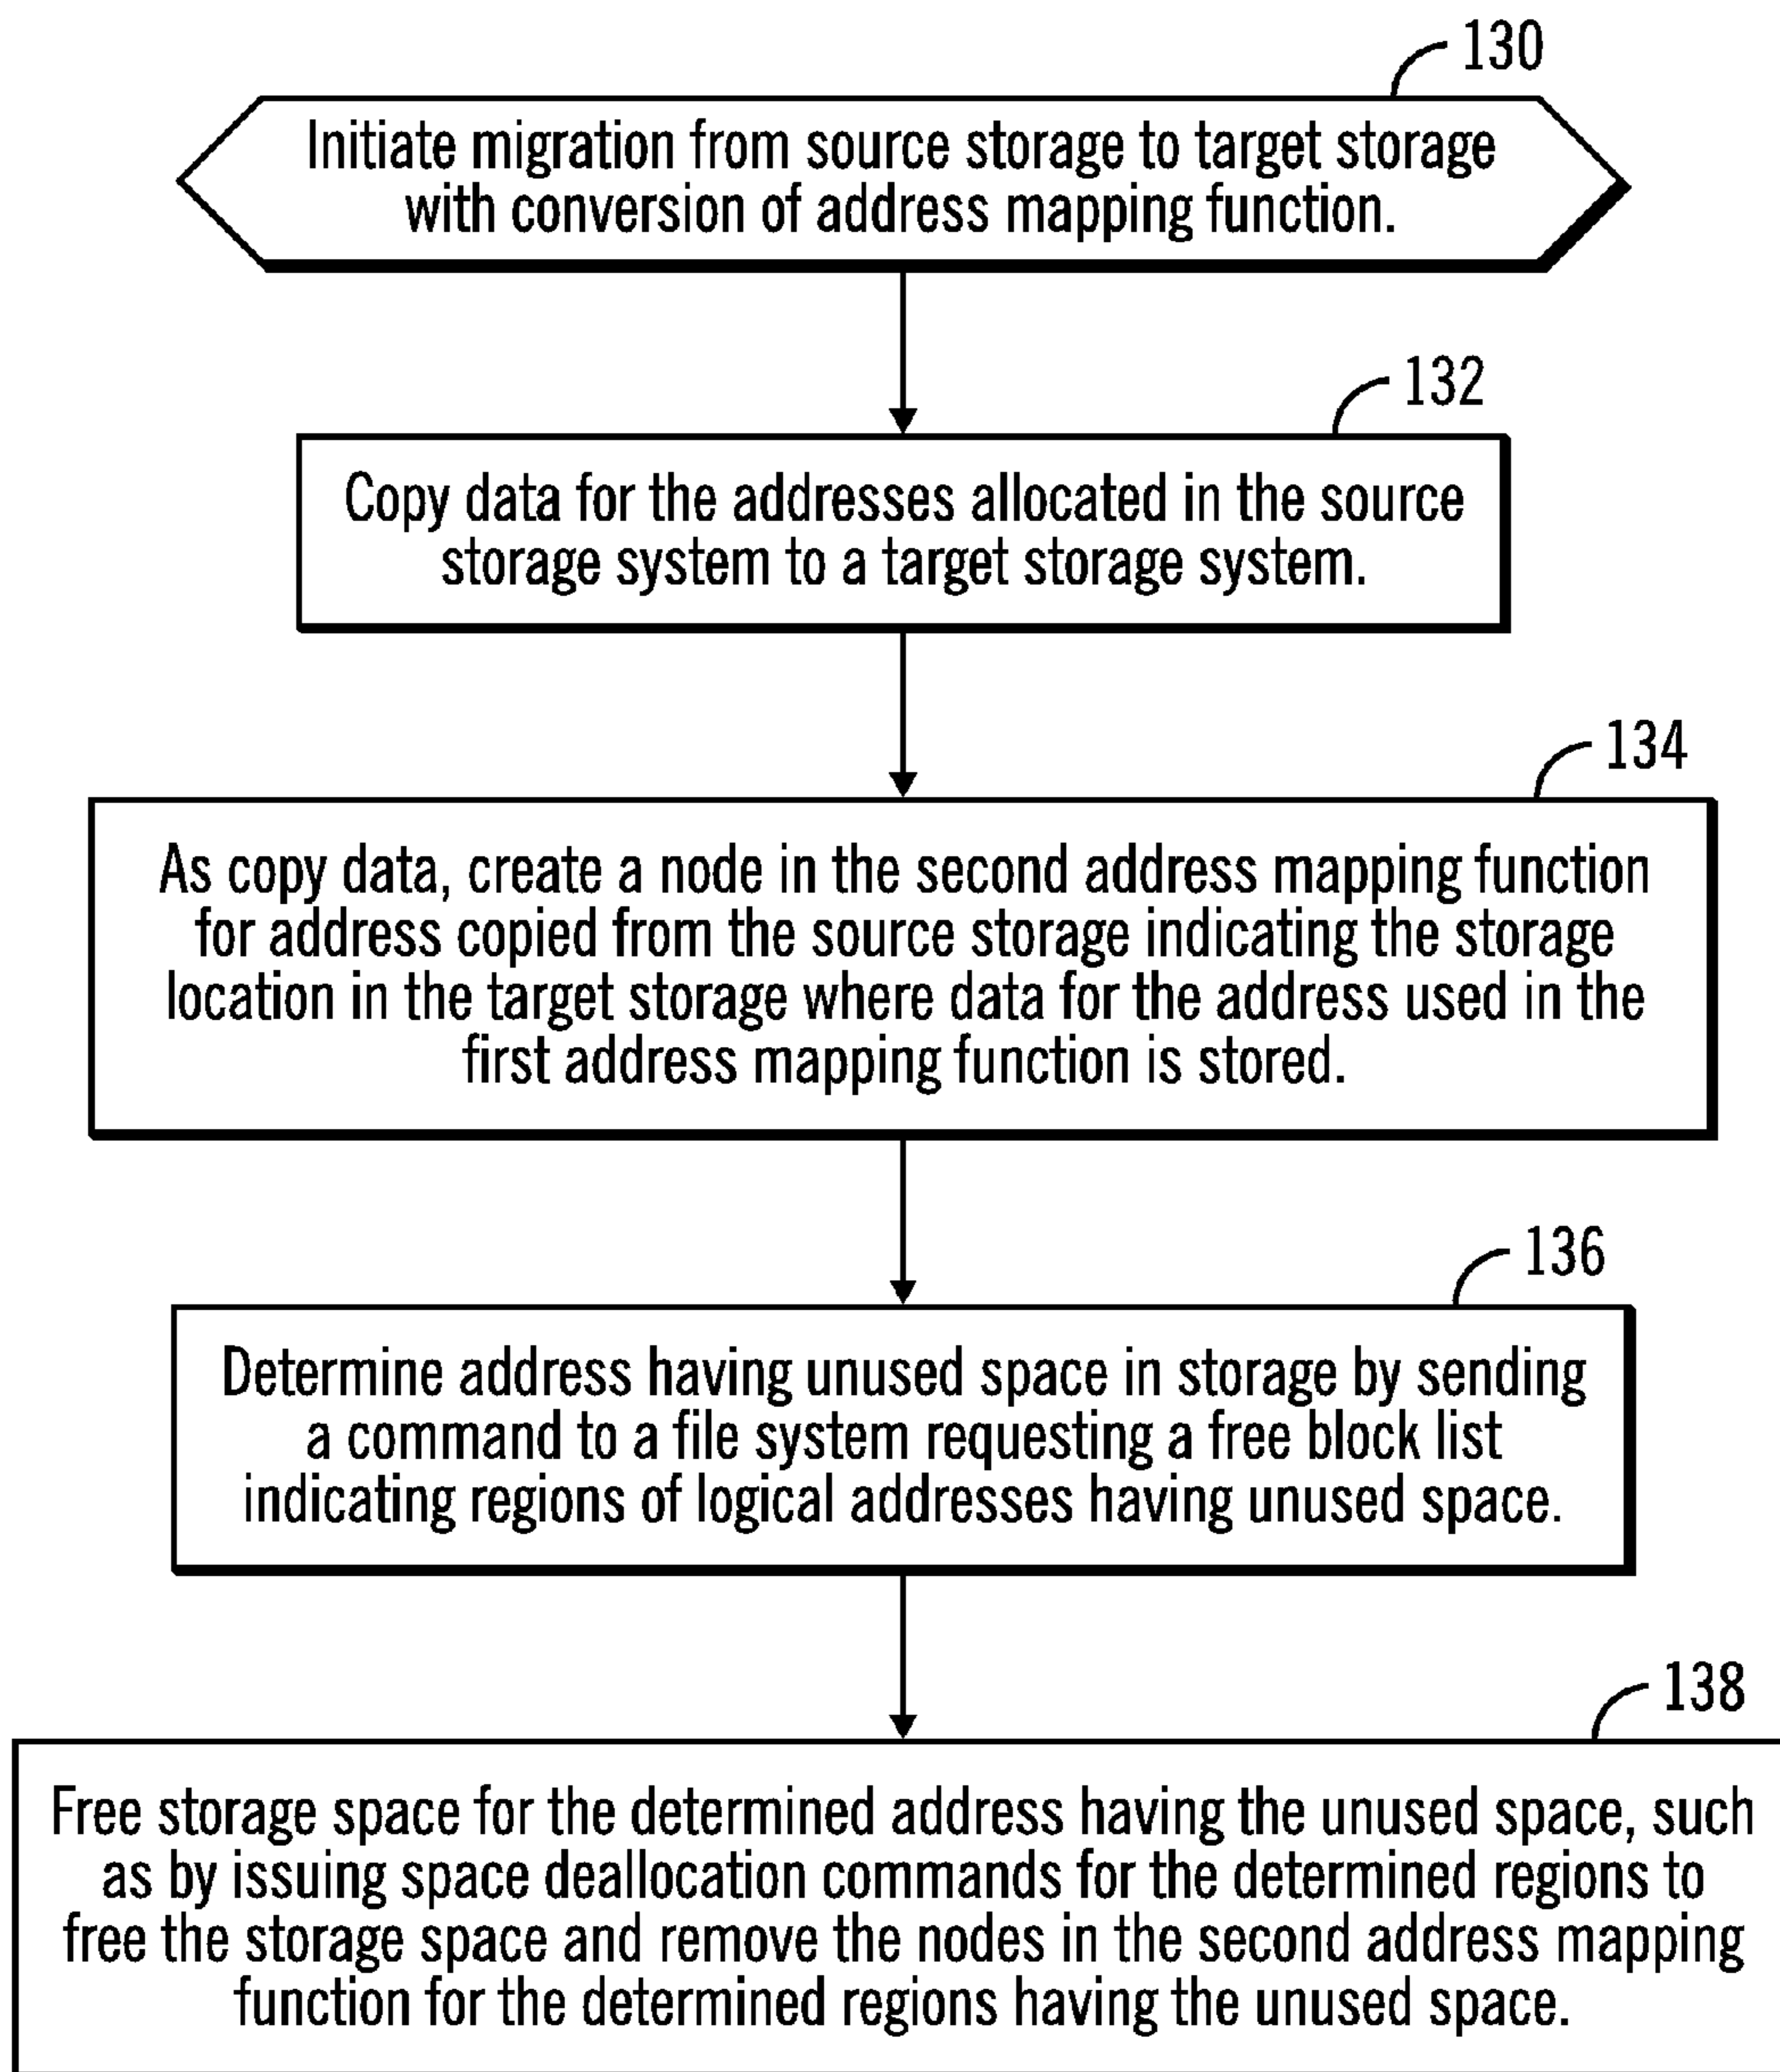 130
Initiate migration from source storage to target storage
with conversion of address mapping function.
132
Copy data for the addresses allocated in the source
storage system to a target storage system.
134
As copy data, create a node in the second address mapping function
for address copied from the source storage indicating the storage
location in the target storage where data for the address used in the
first address mapping function is stored.
136
Determine address having unused space in storage by sending
a command to a file system requesting a free block list
indicating regions of logical addresses having unused space.
138
Free storage space for the determined address having the unused space, such
as by issuing space deallocation commands for the determined regions to
free the storage space and remove the nodes in the second address mapping
function for the determined regions having the unused space.